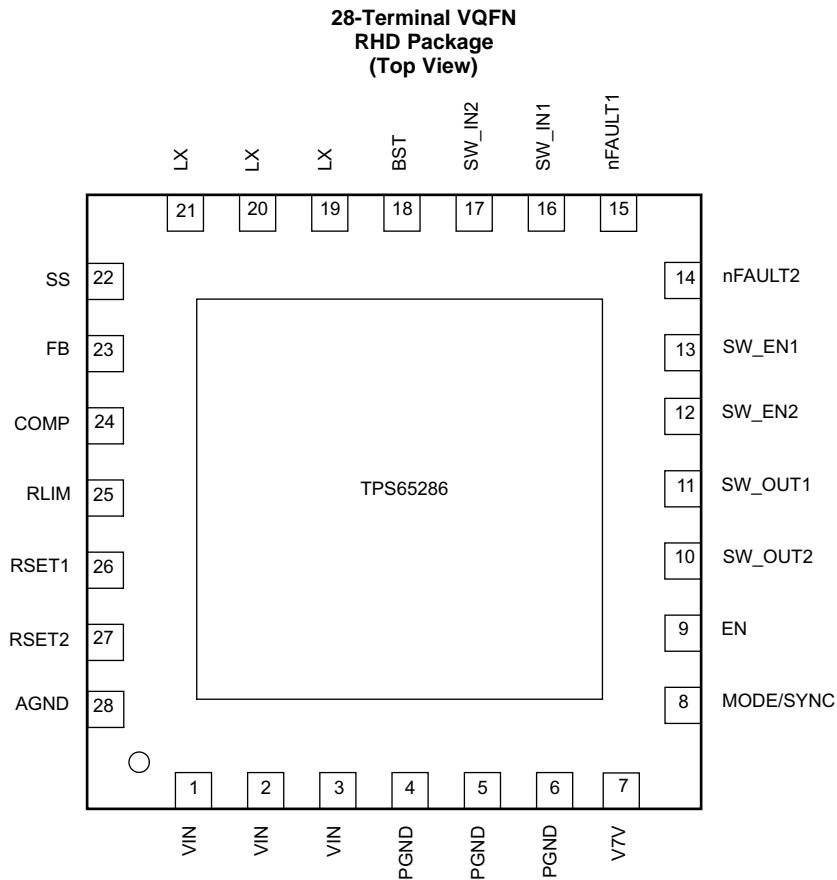 28-Terminal VQFN
RHD Package
(Top View)
LX
LX
LX
BST
SW_IN2
SW_IN1
nFAULT1
21
20
19
18
17
16
15
SS 22
14 nFAULT2
FB 23
13 SW_EN1
COMP 24
12 SW_EN2
RLIM 25
TPS65286
11 SW_OUT1
RSET1 26
10 SW_OUT2
RSET2 27
9 EN
AGND 28
8 MODE/SYNC
1
2
3
4
5
6
7
VIN
VIN
VIN
PGND
PGND
PGND
V7V